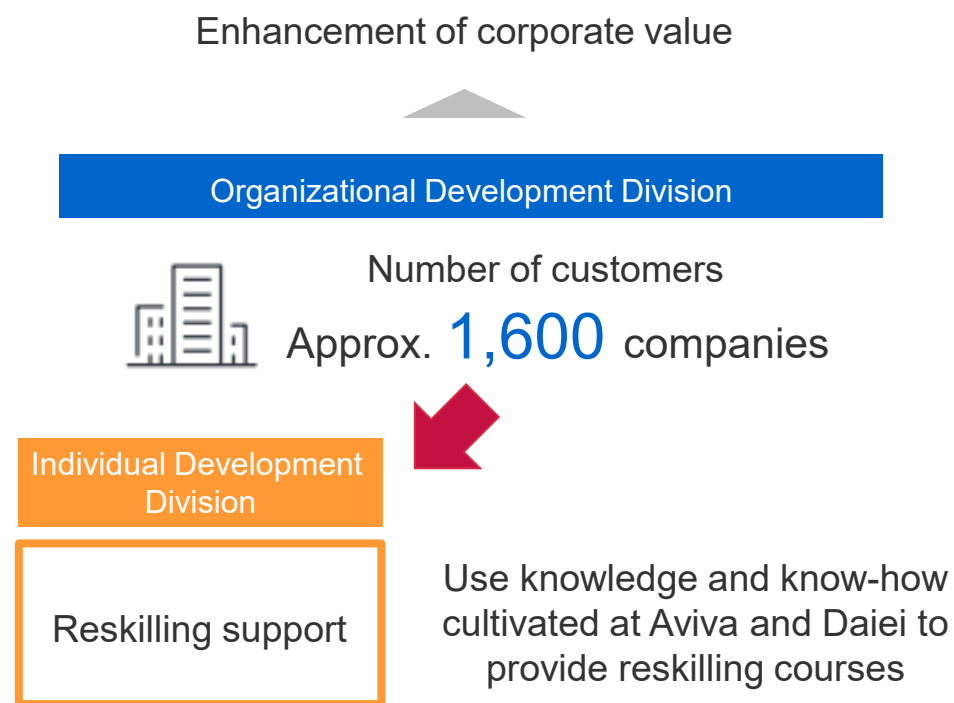 Enhancement of corporate value
Organizational Development Division
Number of customers
Approx. 1,600 companies
Individual Development
Division
Reskilling support
Use knowledge and know-how
cultivated at Aviva and Daiei to
provide reskilling courses